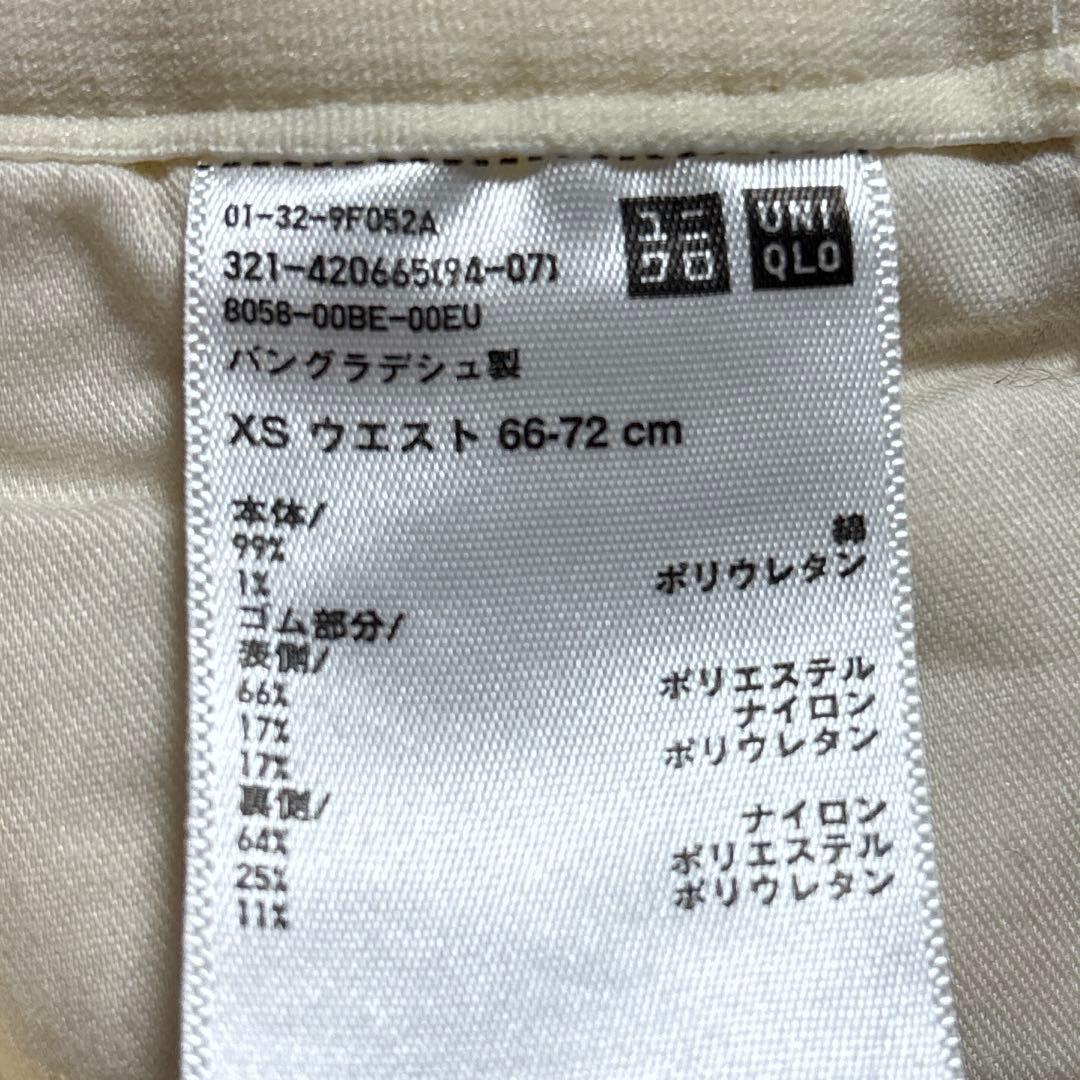 01-32-9F052A
321-420665(94-07)
8058-00BE-00EU
ユニ
クロ
UNI
QLO
バングラデシュ製
XS ウエスト 66-72 cm
本体/
99% 綿
1% ポリウレタン
ゴム部分/
表側/
66% ポリエステル
17% ナイロン
17% ポリウレタン
裏側/
64% ナイロン
25% ポリエステル
11% ポリウレタン